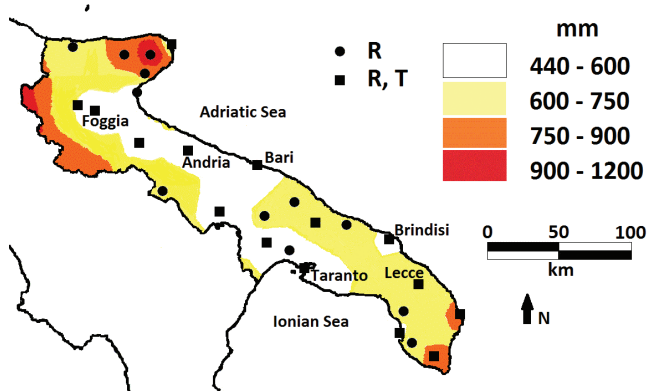 mm
R
R, T
440 - 600
600 - 750
750 - 900
900 - 1200
Adriatic Sea
Foggia
Andria
Bari
Brindisi
Taranto
Lecce
Ionian Sea
0 50 100
km
N